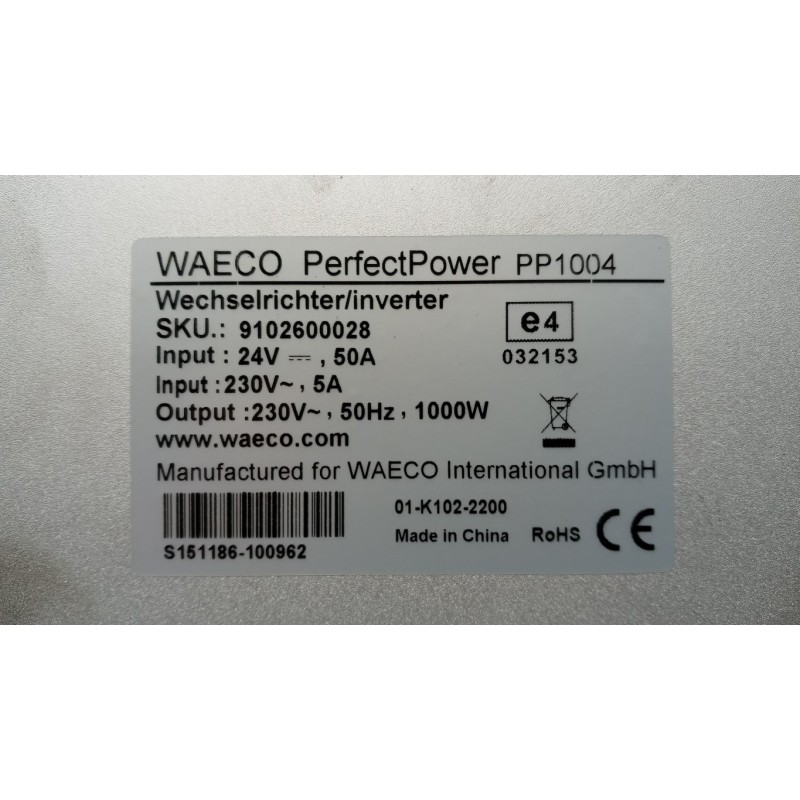 WAECO PerfectPower PP1004
Wechselrichter/inverter
SKU.: 9102600028
Input : 24V ⎓ , 50A
Input : 230V~ , 5A
Output : 230V~ , 50Hz , 1000W
www.waeco.com
e4
032153
Manufactured for WAECO International GmbH
S151186-100962
01-K102-2200
Made in China RoHS CE